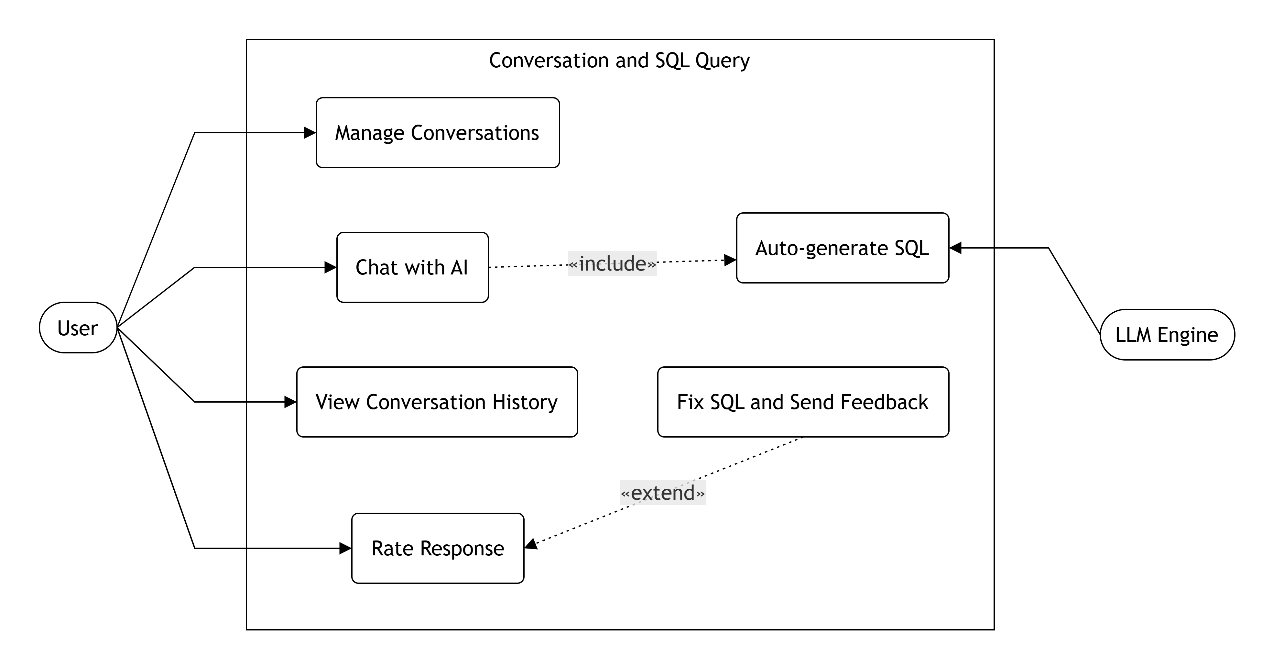 Conversation and SQL Query
Manage Conversations
Auto-generate SQL
Chat with AI
«include»
User
LLM Engine
View Conversation History
Fix SQL and Send Feedback
«extend»
Rate Response